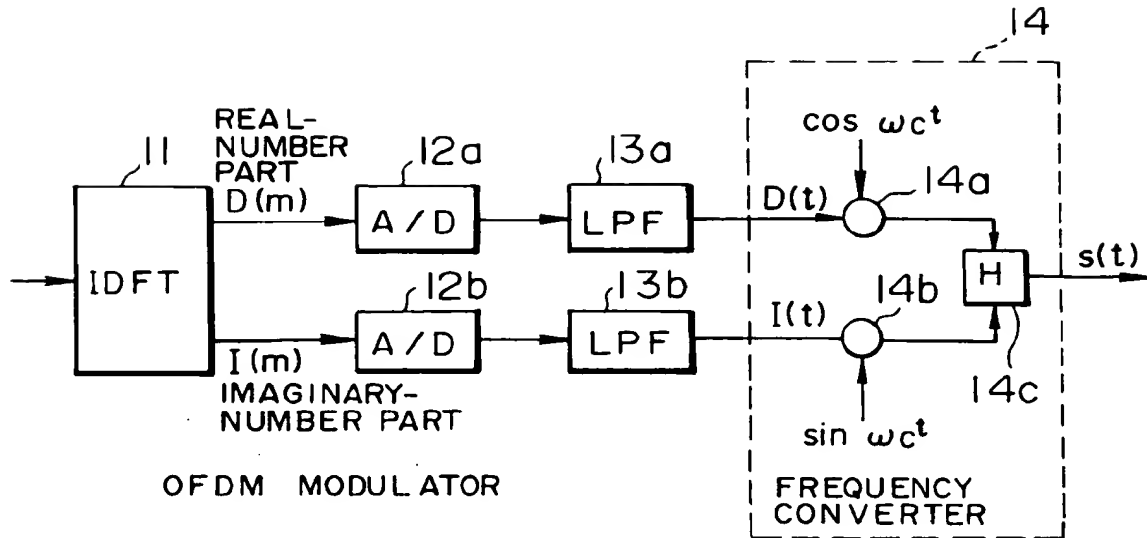 14
REAL-
NUMBER
PART
11
12a
13a
cos ωct
D(m)
14a
D(t)
A/D
LPF
IDFT
H
s(t)
12b
13b
14b
I(t)
A/D
LPF
I(m)
IMAGINARY-
NUMBER PART
14c
sin ωct
OFDM MODULATOR
FREQUENCY
CONVERTER